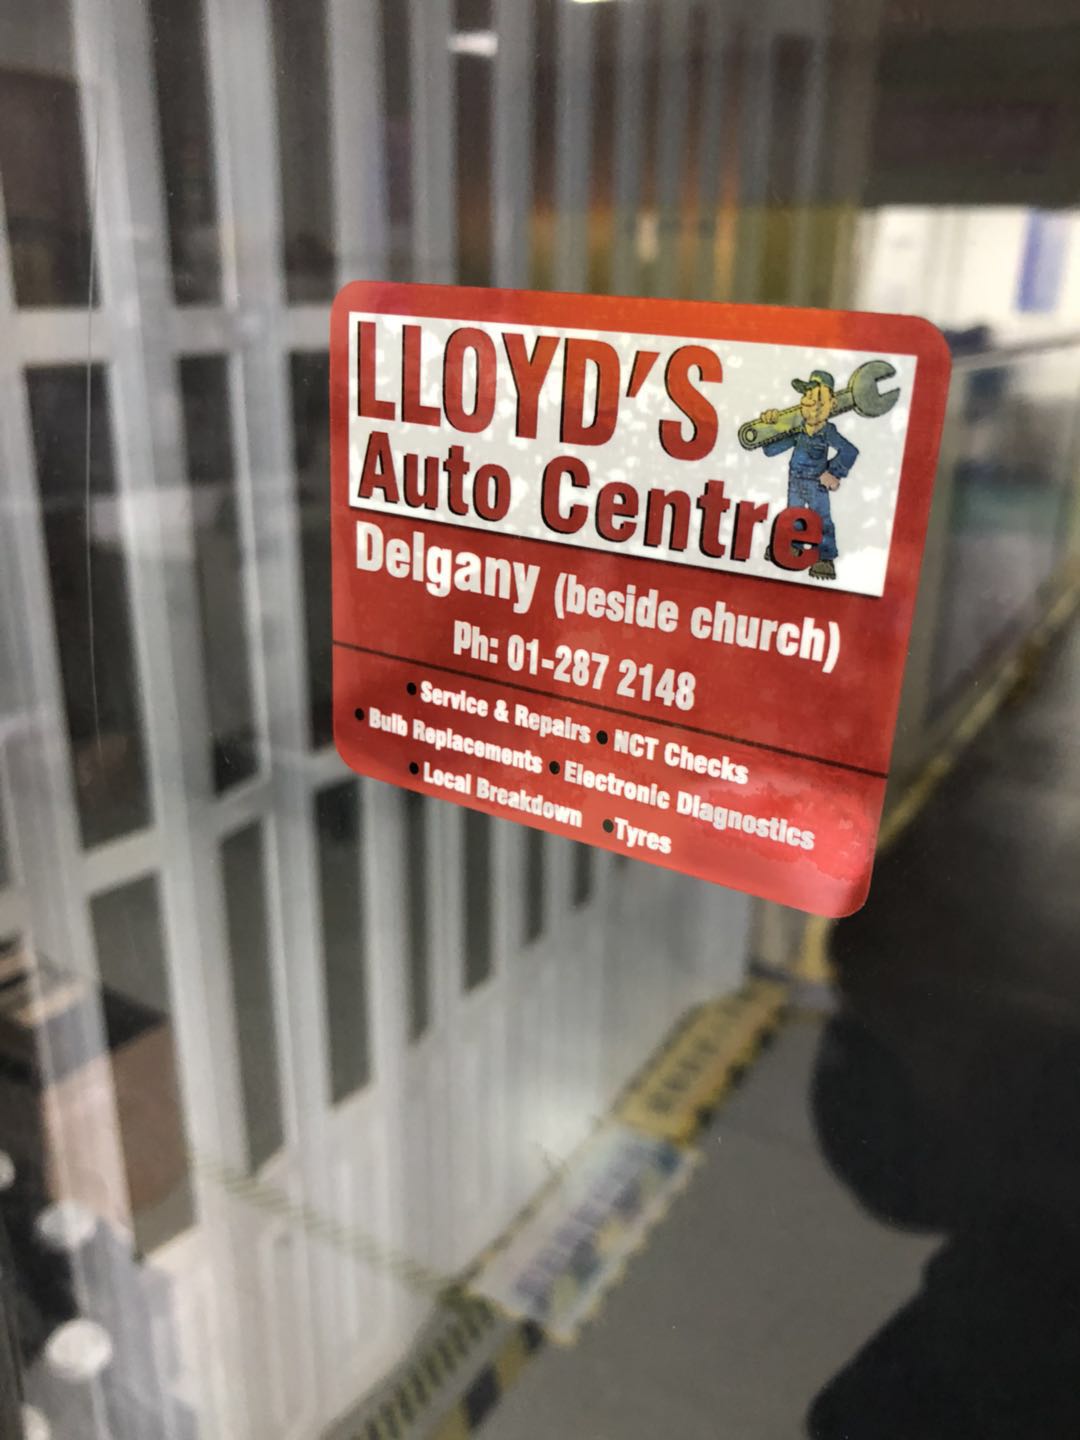 LLOYD'S
Auto Centre
Delgany (beside church)
Ph: 01-287 2148
• Service & Repairs • NCT Checks
• Bulb Replacements • Electronic Diagnostics
• Local Breakdown • Tyres